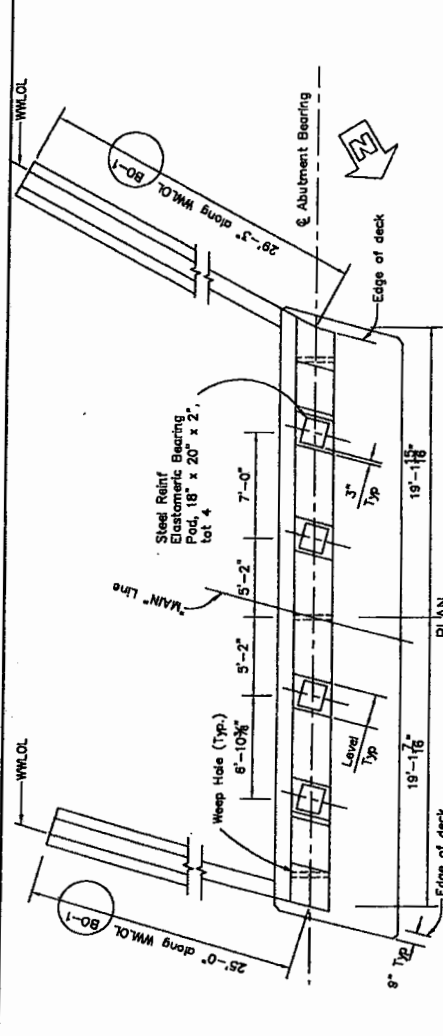 WWLOL
WWLOL
BO-1
29'-3" along WWLOL
℄ Abutment Bearing
N
Edge of deck
Steel Reinf
Elastomeric Bearing
Pad, 18" x 20" x 2",
tot 4
"MAIN" Line
7'-0"
5'-2"
5'-2"
6'-10⅜"
3"
Typ
Weep Hole (Typ.)
Level
Typ
BO-1
25'-0" along WWLOL
19'-1 15/16"
19'-1 7/16"
PLAN
Edge of deck
9" Typ